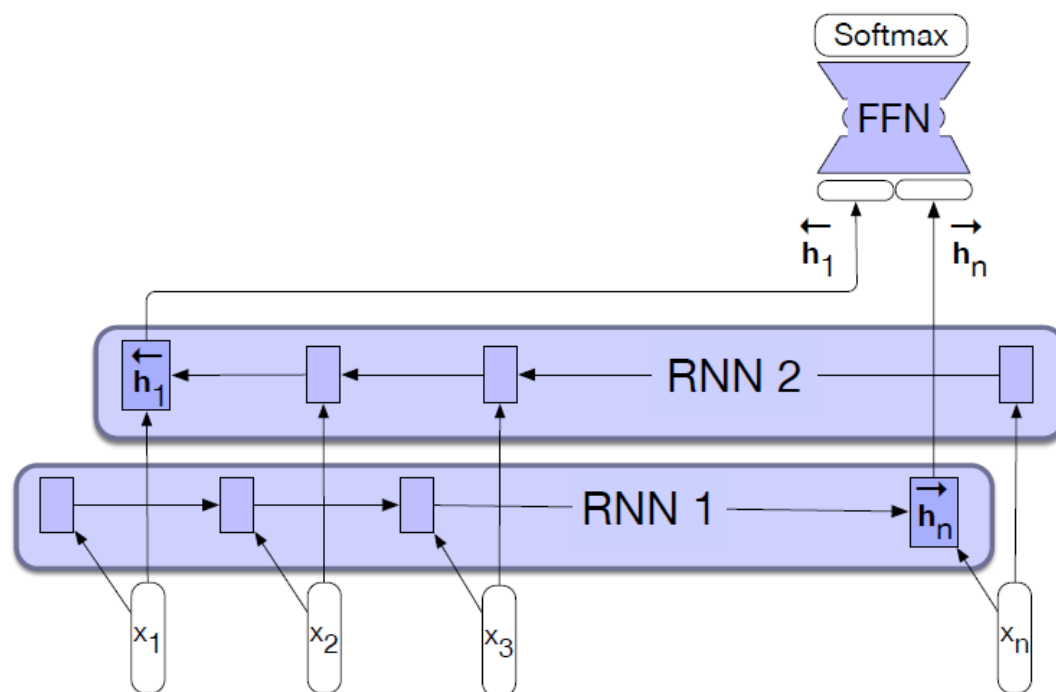 Softmax
FFN
←h₁ →hₙ
←h₁
RNN 2
RNN 1
→hₙ
x₁ x₂ x₃ xₙ